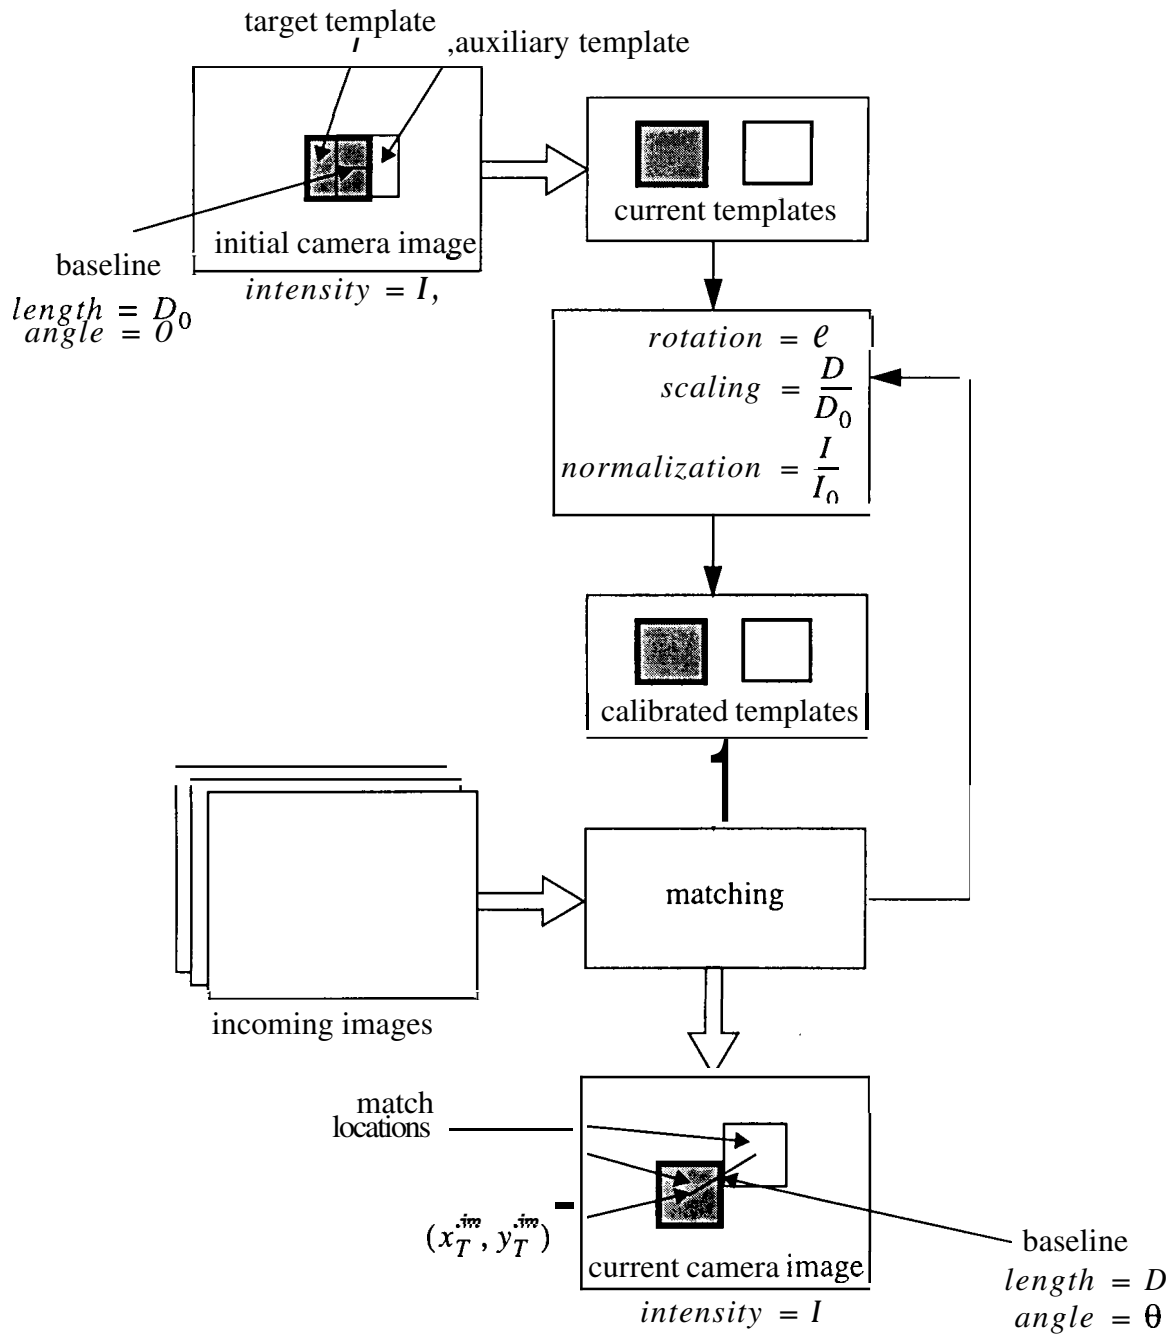 target template
,auxiliary template
initial camera image
intensity = I,
baseline
length = D₀
angle = O
current templates
rotation = e
scaling = D/D₀
normalization = I/I₀
calibrated templates
matching
incoming images
match
locations
(x_T^im, y_T^im)
current camera image
intensity = I
baseline
length = D
angle = θ